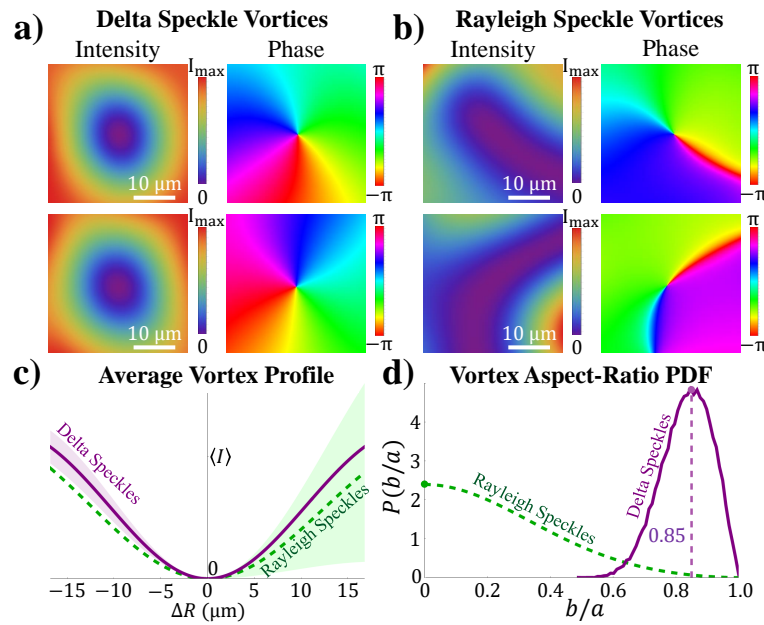 a) Delta Speckle Vortices
Intensity Phase
I_max π
10 μm
0 −π
I_max π
10 μm
0 −π
b) Rayleigh Speckle Vortices
Intensity Phase
I_max π
10 μm
0 −π
I_max π
10 μm
0 −π
c) Average Vortex Profile
Delta Speckles
⟨I⟩
Rayleigh Speckles
0
−15 −10 −5 0 5 10 15
ΔR (μm)
d) Vortex Aspect-Ratio PDF
P(b/a)
4
3
2
1
0
Rayleigh Speckles
Delta Speckles
0.85
0 0.2 0.4 0.6 0.8 1.0
b/a